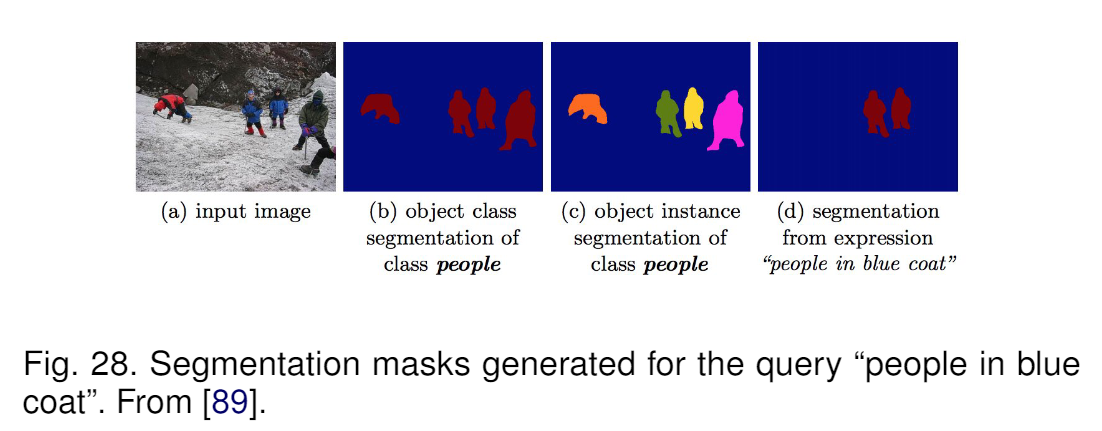 (a) input image
(b) object class
segmentation of
class people
(c) object instance
segmentation of
class people
(d) segmentation
from expression
“people in blue coat”
Fig. 28. Segmentation masks generated for the query “people in blue
coat”. From [89].